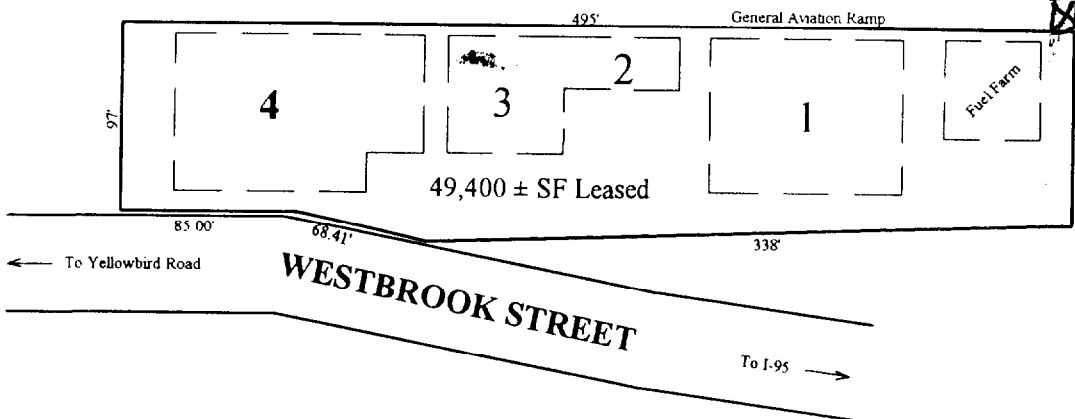 495'
General Aviation Ramp
97'
4
3
2
1
Fuel Farm
49,400 ± SF Leased
85.00'
68.41'
338'
To Yellowbird Road
WESTBROOK STREET
To I-95